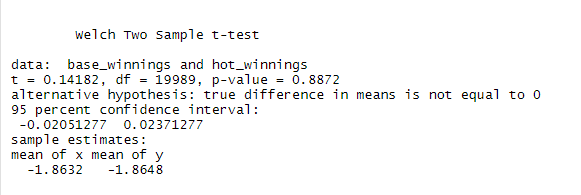 Welch Two Sample t-test
data:  base_winnings and hot_winnings
t = 0.14182, df = 19989, p-value = 0.8872
alternative hypothesis: true difference in means is not equal to 0
95 percent confidence interval:
 -0.02051277  0.02371277
sample estimates:
mean of x mean of y
  -1.8632   -1.8648